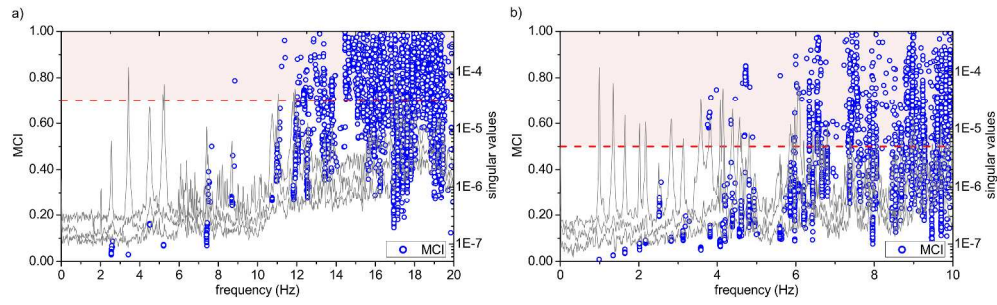 a)
1.00
0.80
0.60
0.40
0.20
0.00
MCI
0 2 4 6 8 10 12 14 16 18 20
frequency (Hz)
1E-4
1E-5
1E-6
1E-7
singular values
MCI
b)
1.00
0.80
0.60
0.40
0.20
0.00
MCI
0 2 4 6 8 10
frequency (Hz)
1E-4
1E-5
1E-6
1E-7
singular values
MCI